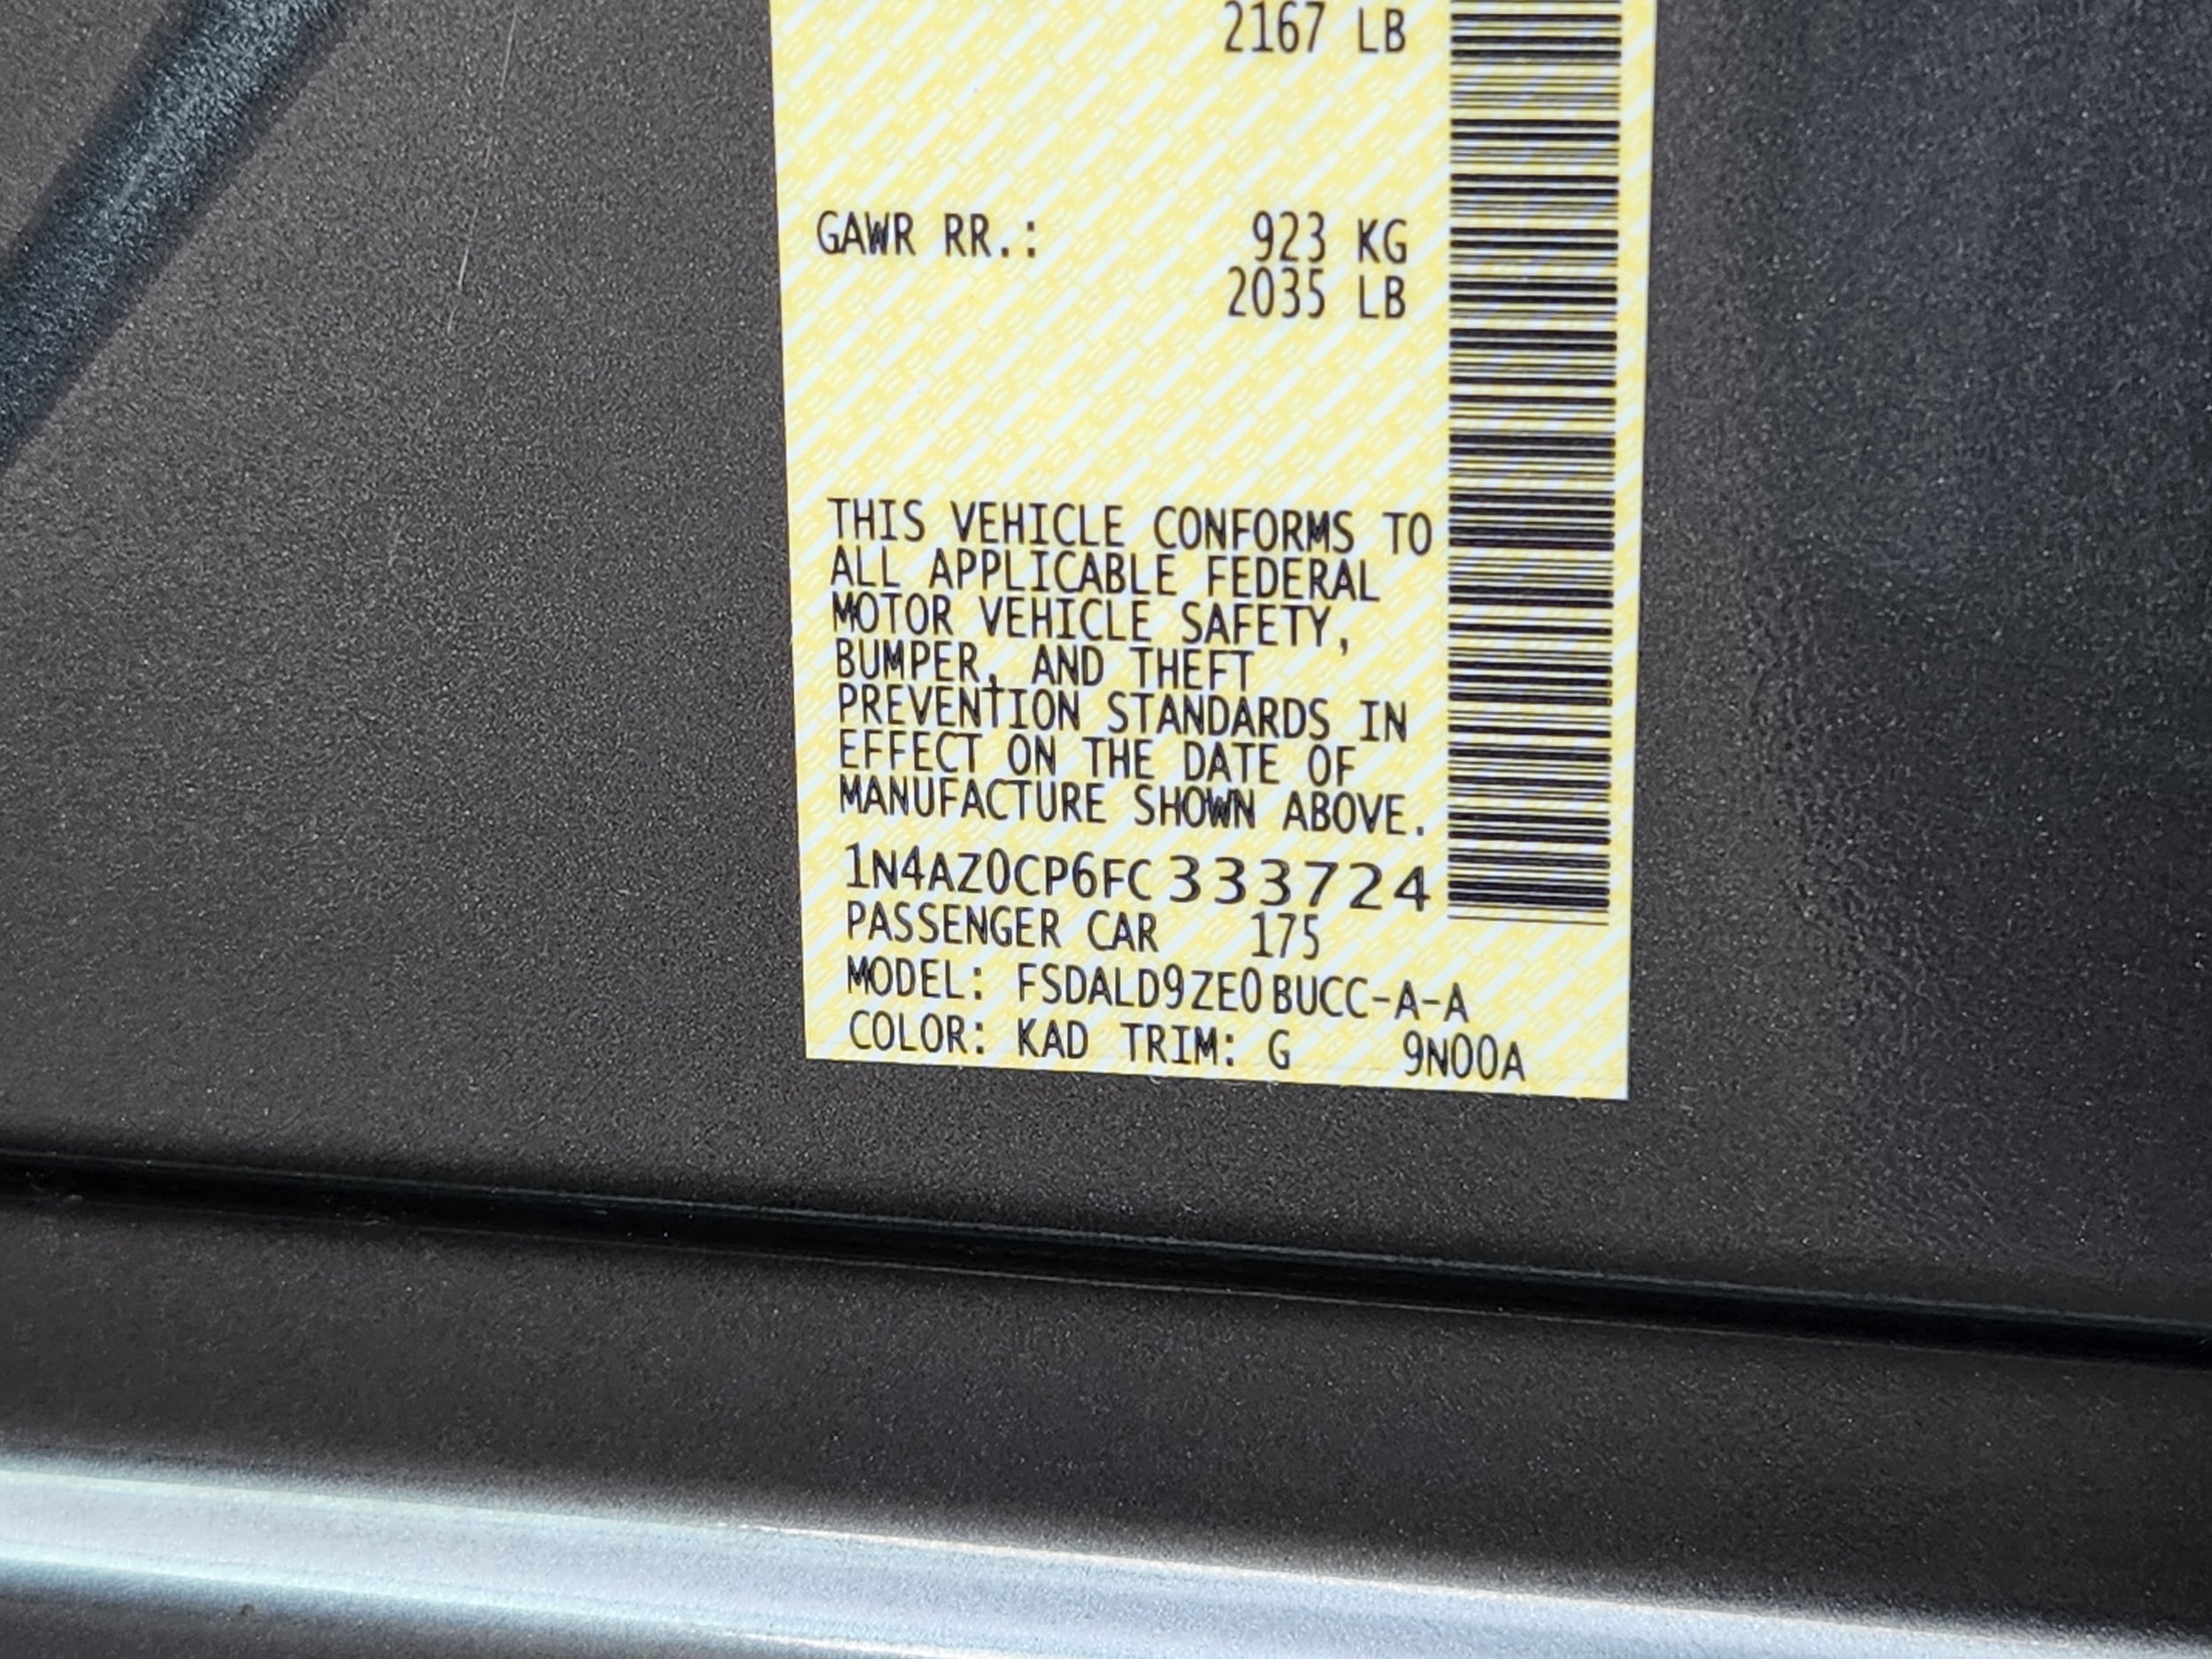 2167 LB
GAWR RR.: 923 KG
2035 LB
THIS VEHICLE CONFORMS TO
ALL APPLICABLE FEDERAL
MOTOR VEHICLE SAFETY,
BUMPER, AND THEFT
PREVENTION STANDARDS IN
EFFECT ON THE DATE OF
MANUFACTURE SHOWN ABOVE.
1N4AZ0CP6FC333724
PASSENGER CAR 175
MODEL: FSDALD9ZE0BUCC-A-A
COLOR: KAD TRIM: G 9N00A